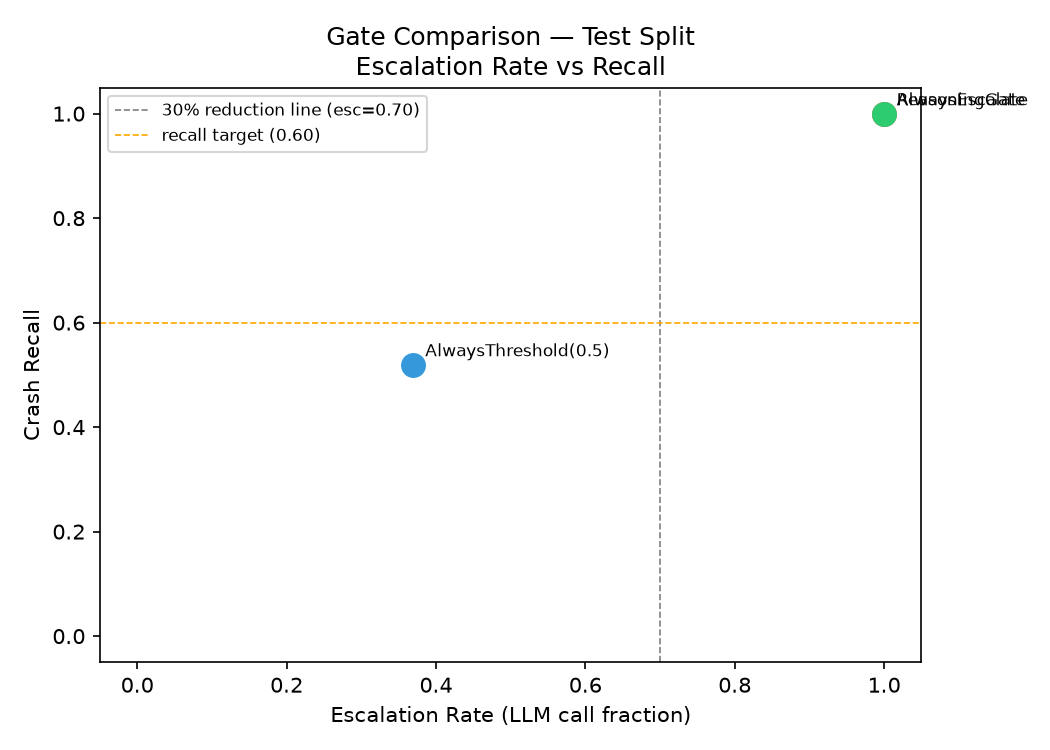 Gate Comparison — Test Split
Escalation Rate vs Recall
30% reduction line (esc=0.70)
recall target (0.60)
AlwaysThreshold(0.5)
1.0
0.8
0.6
0.4
0.2
0.0
Crash Recall
0.0 0.2 0.4 0.6 0.8 1.0
Escalation Rate (LLM call fraction)